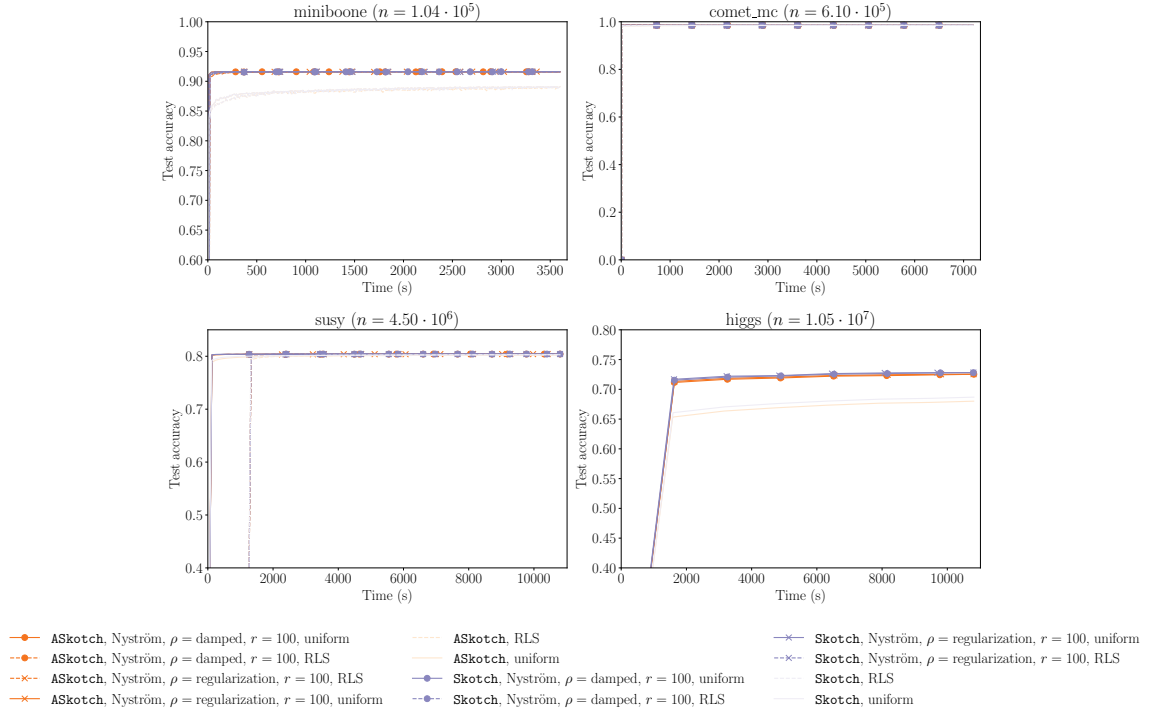 miniboone (n = 1.04 · 10^5)
1.00
0.95
0.90
0.85
0.80
0.75
0.70
0.65
0.60
Test accuracy
0 500 1000 1500 2000 2500 3000 3500
Time (s)
comet_mc (n = 6.10 · 10^5)
1.0
0.8
0.6
0.4
0.2
0.0
Test accuracy
0 1000 2000 3000 4000 5000 6000 7000
Time (s)
susy (n = 4.50 · 10^6)
0.8
0.7
0.6
0.5
0.4
Test accuracy
0 2000 4000 6000 8000 10000
Time (s)
higgs (n = 1.05 · 10^7)
0.80
0.75
0.70
0.65
0.60
0.55
0.50
0.45
0.40
Test accuracy
0 2000 4000 6000 8000 10000
Time (s)
ASkotch, Nyström, ρ = damped, r = 100, uniform
ASkotch, Nyström, ρ = damped, r = 100, RLS
ASkotch, Nyström, ρ = regularization, r = 100, RLS
ASkotch, Nyström, ρ = regularization, r = 100, uniform
ASkotch, RLS
ASkotch, uniform
Skotch, Nyström, ρ = damped, r = 100, uniform
Skotch, Nyström, ρ = damped, r = 100, RLS
Skotch, Nyström, ρ = regularization, r = 100, uniform
Skotch, Nyström, ρ = regularization, r = 100, RLS
Skotch, RLS
Skotch, uniform